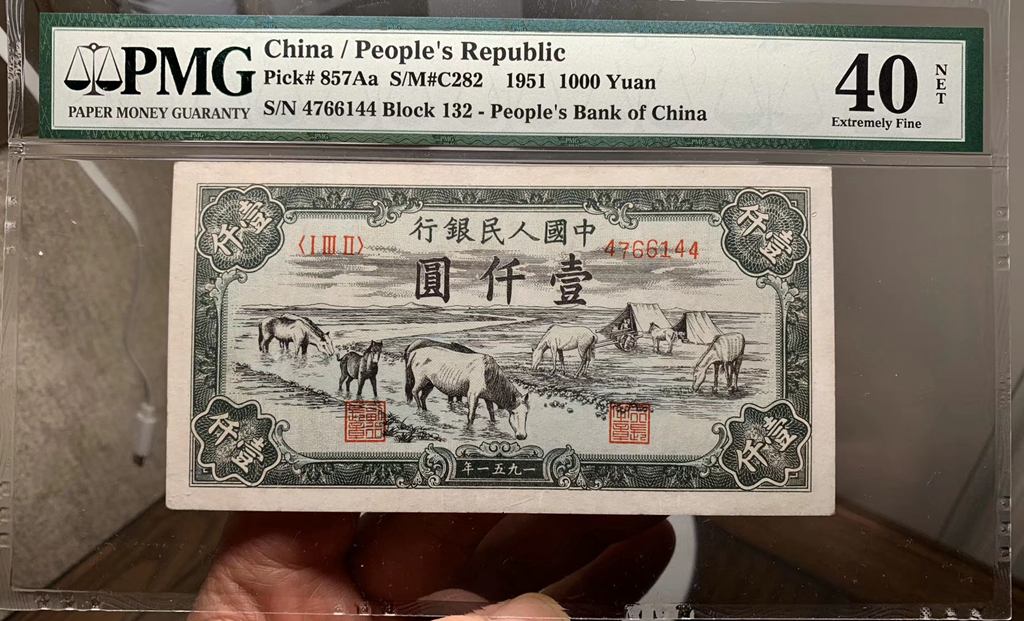 PMG
PAPER MONEY GUARANTY
China / People's Republic
Pick# 857Aa S/M#C282 1951 1000 Yuan
S/N 4766144 Block 132 - People's Bank of China
40
NET
Extremely Fine
行銀民人國中
〈I III II〉
4766144
圓仟壹
仟壹
仟壹
仟壹
仟壹
年一五九一